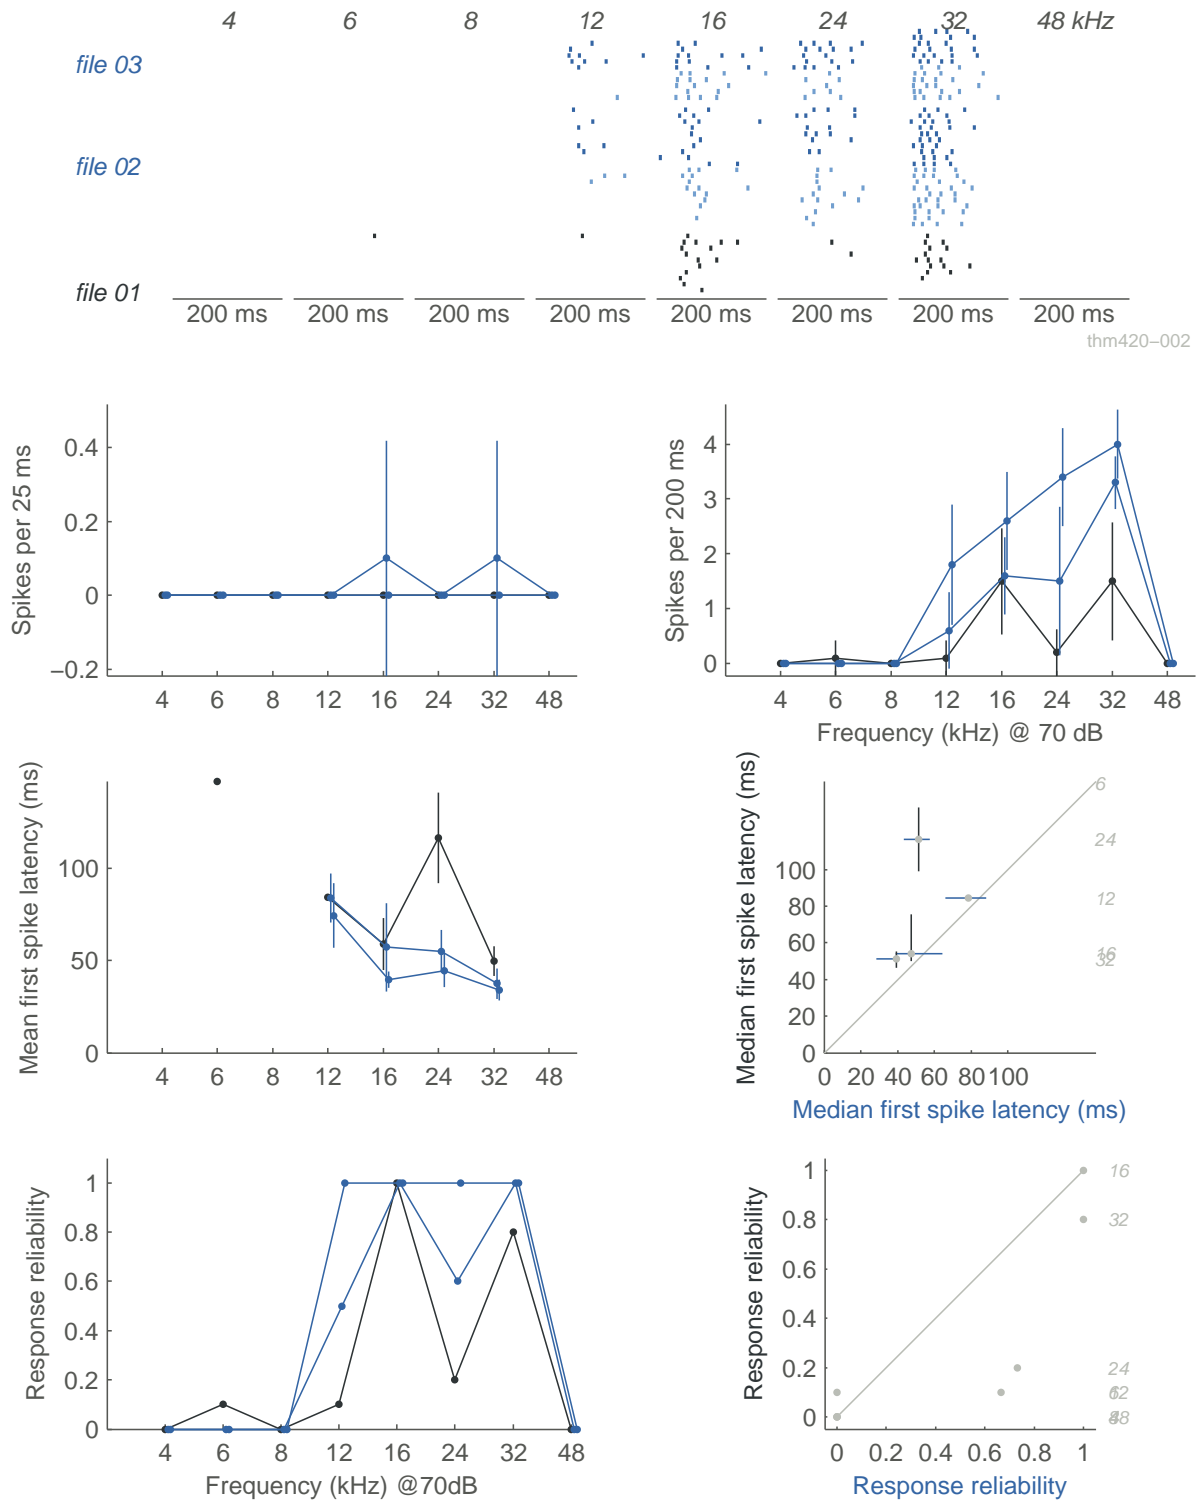 4 6 8 12 16 24 32 48 kHz
file 03
file 02
file 01
200 ms 200 ms 200 ms 200 ms 200 ms 200 ms 200 ms 200 ms
thm420–002
Spikes per 25 ms
0.4
0.2
0
–0.2
4 6 8 12 16 24 32 48
Spikes per 200 ms
4
3
2
1
0
4 6 8 12 16 24 32 48
Frequency (kHz) @ 70 dB
Mean first spike latency (ms)
100
50
0
4 6 8 12 16 24 32 48
Median first spike latency (ms)
100
80
60
40
20
0
0 20 40 60 80 100
Median first spike latency (ms)
6
24
12
Response reliability
1
0.8
0.6
0.4
0.2
0
4 6 8 12 16 24 32 48
Frequency (kHz) @70dB
Response reliability
1
0.8
0.6
0.4
0.2
0
0 0.2 0.4 0.6 0.8 1
Response reliability
16
32
24